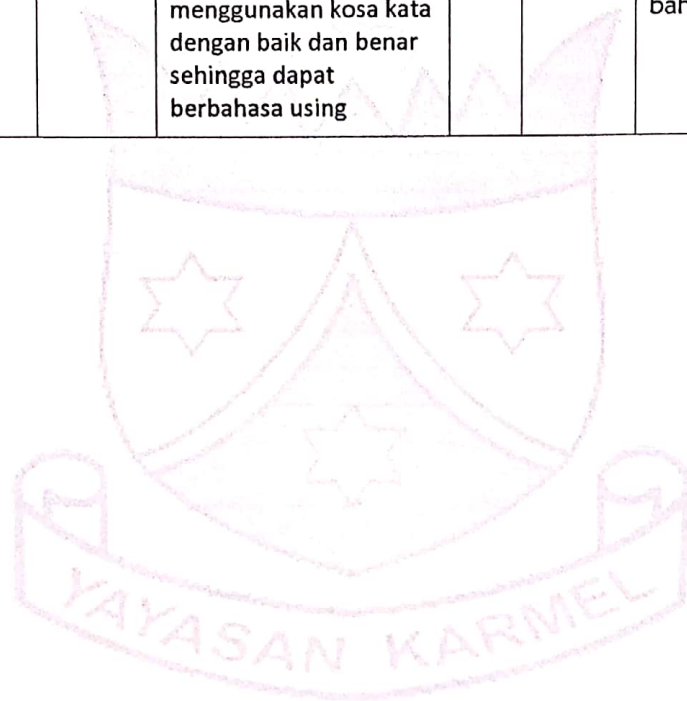 menggunakan kosa kata
dengan baik dan benar
sehingga dapat
berbahasa using
YAYASAN KARMEL